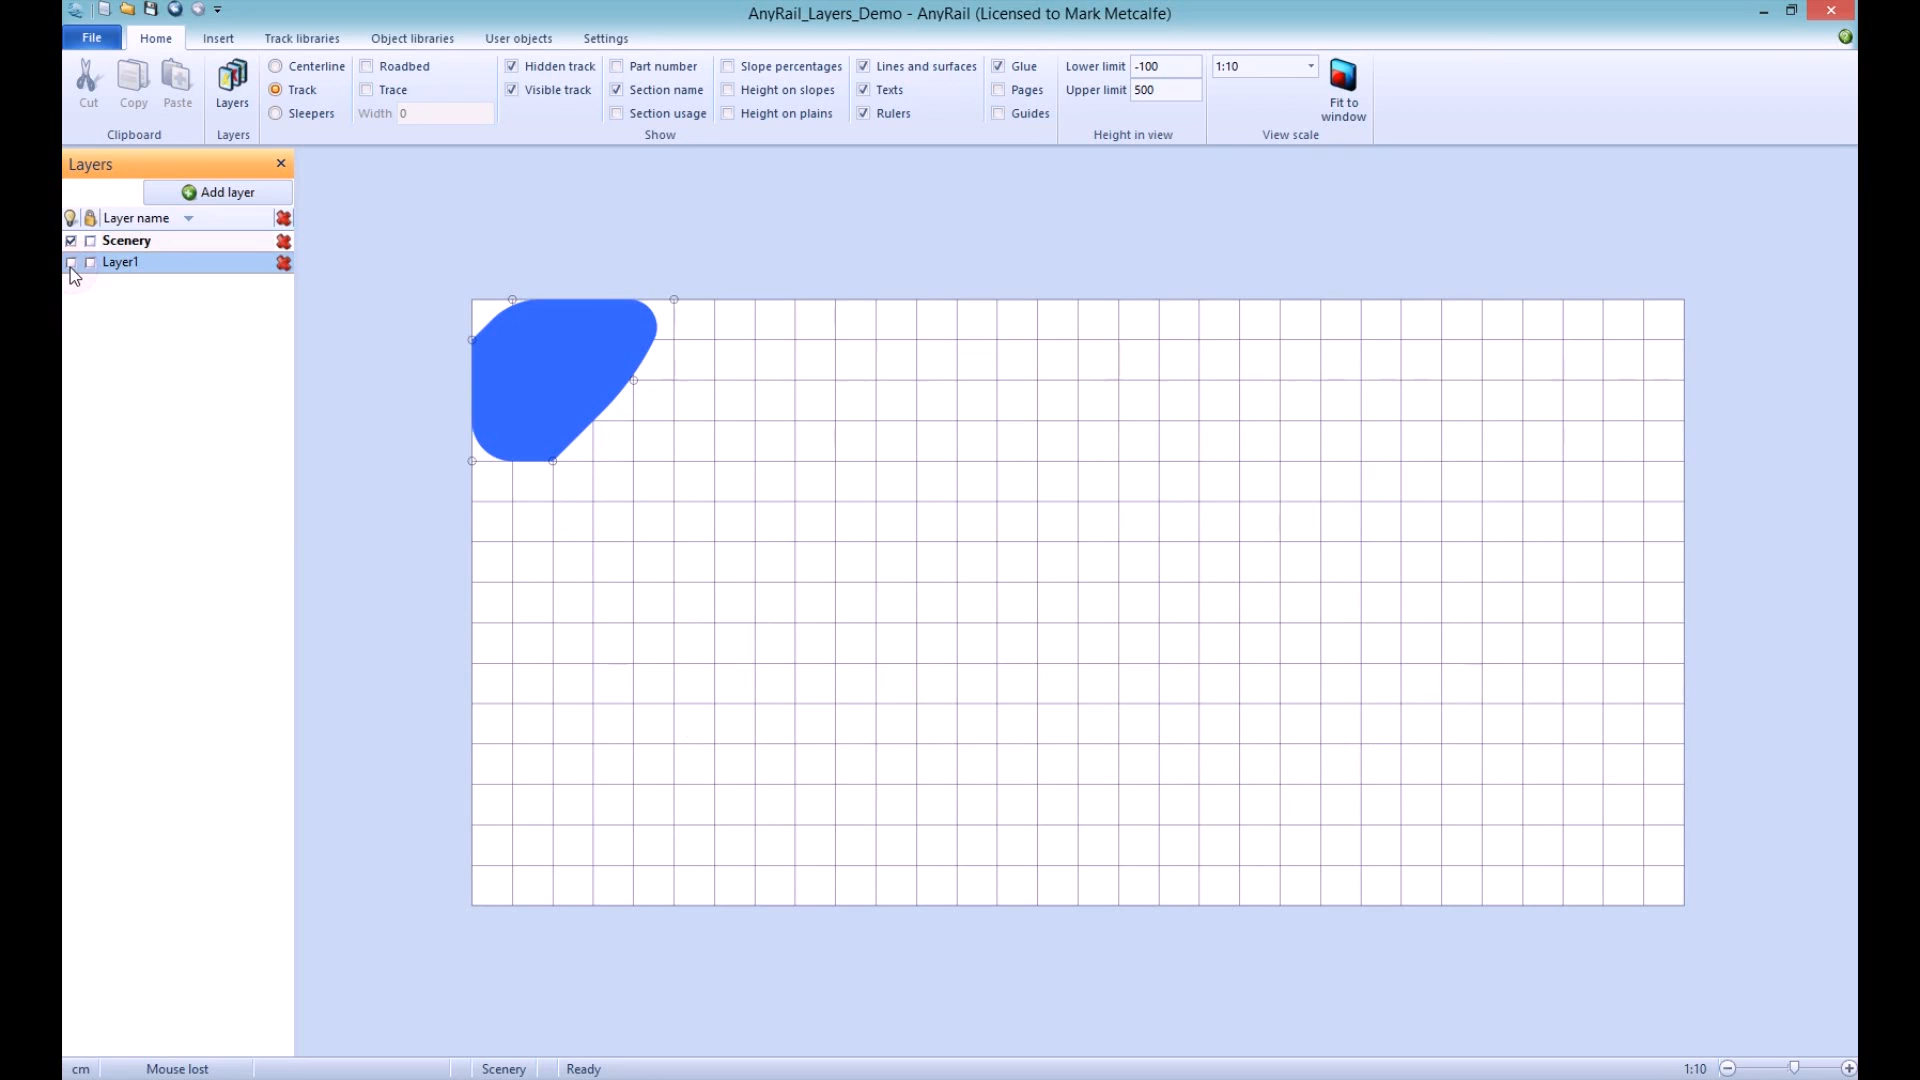 AnyRail_Layers_Demo - AnyRail (Licensed to Mark Metcalfe)
File Home Insert Track libraries Object libraries User objects Settings
Centerline Roadbed Hidden track Part number Slope percentages Lines and surfaces Glue Lower limit -100 1:10
Cut Copy Paste Layers Track Trace Visible track Section name Height on slopes Texts Pages Upper limit 500 Fit to window
Sleepers Width 0 Section usage Height on plains Rulers Guides
Clipboard Layers Show Height in view View scale
Layers
Add layer
Layer name
Scenery
Layer1
cm Mouse lost Scenery Ready 1:10